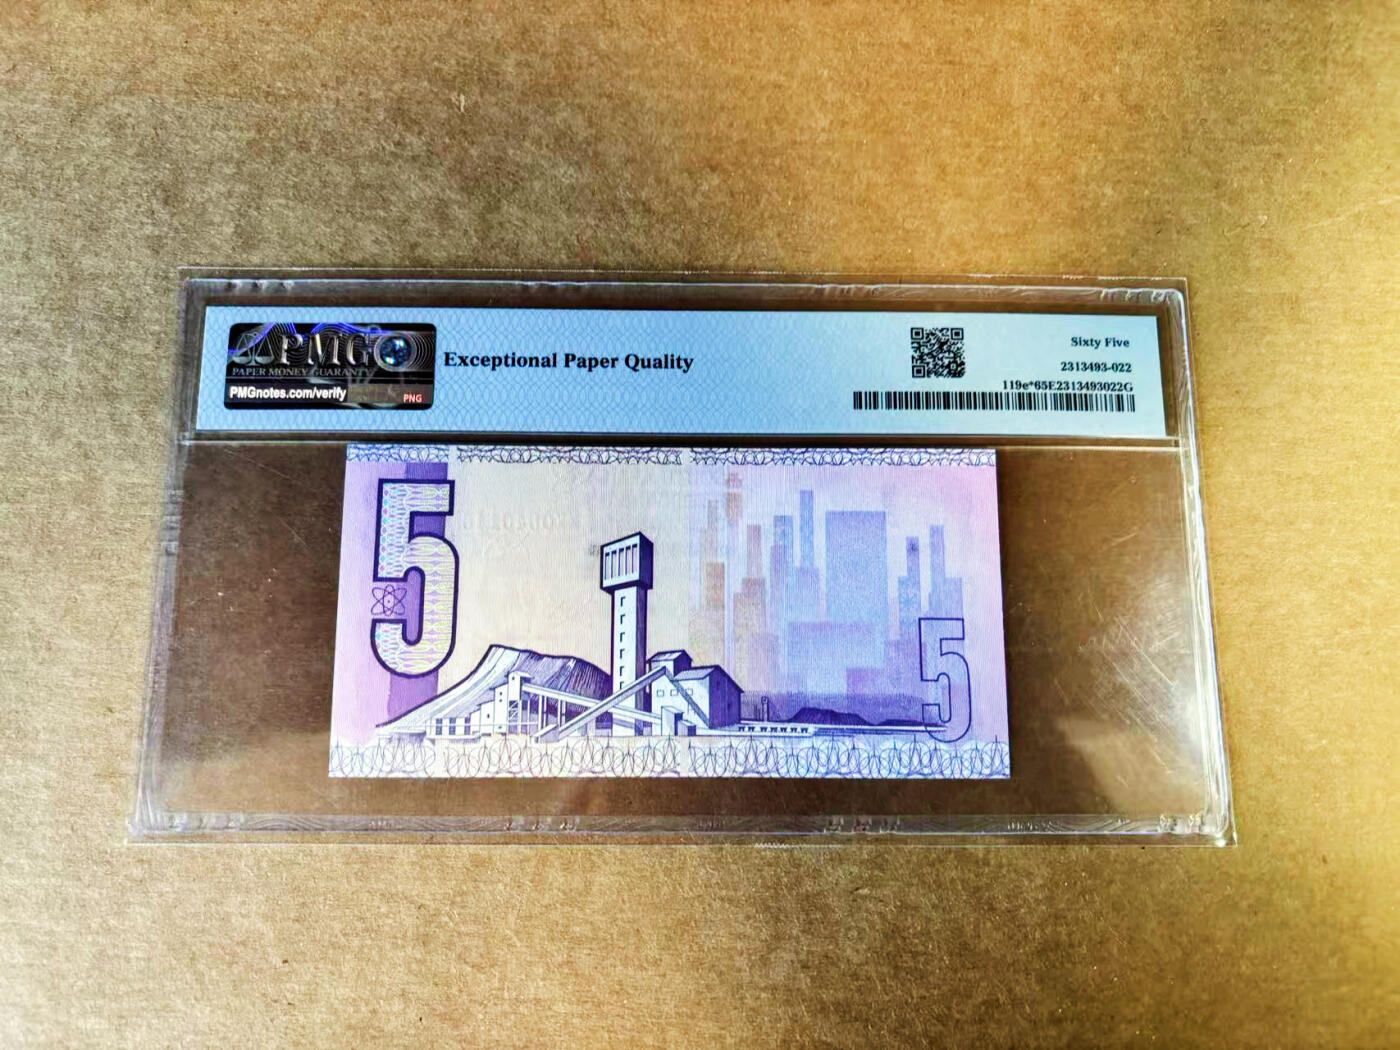 PMG
PAPER MONEY GUARANTY
PMGnotes.com/verify
PNG
Exceptional Paper Quality
Sixty Five
2313493-022
119e*65E2313493022G
5
5